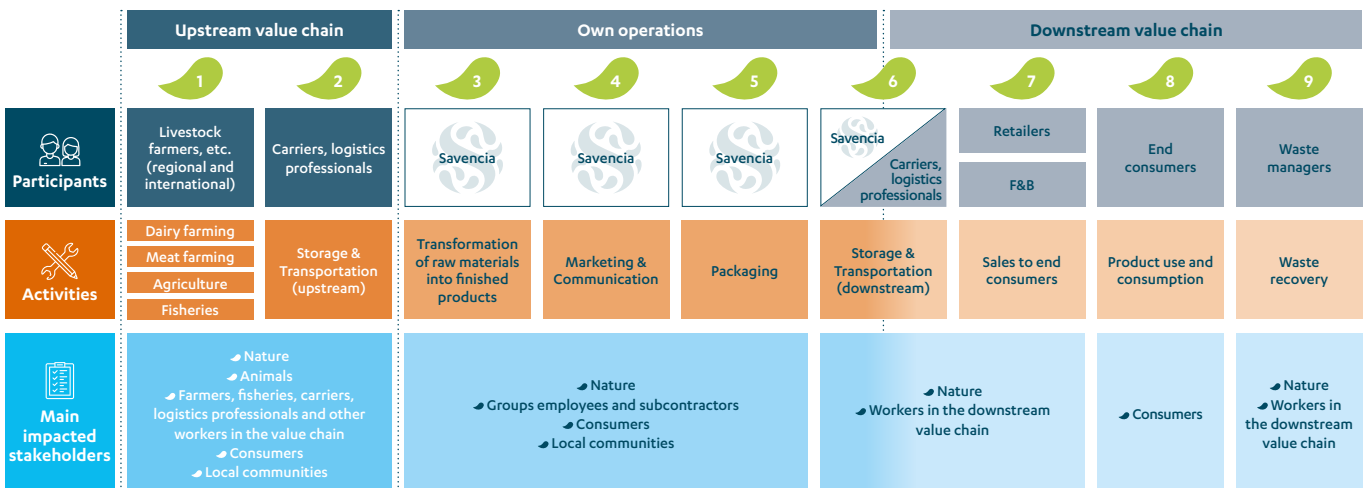 Upstream value chain
Own operations
Downstream value chain
1
2
3
4
5
6
7
8
9
Participants
Livestock
farmers, etc.
(regional and
international)
Carriers, logistics
professionals
Savencia
Savencia
Savencia
Savencia
Carriers,
logistics
professionals
Retailers
F&B
End
consumers
Waste
managers
Activities
Dairy farming
Meat farming
Agriculture
Fisheries
Storage &
Transportation
(upstream)
Transformation
of raw materials
into finished
products
Marketing &
Communication
Packaging
Storage &
Transportation
(downstream)
Sales to end
consumers
Product use and
consumption
Waste
recovery
Main
impacted
stakeholders
Nature
Animals
Farmers, fisheries, carriers,
logistics professionals and other
workers in the value chain
Consumers
Local communities
Nature
Groups employees and subcontractors
Consumers
Local communities
Nature
Workers in the downstream
value chain
Consumers
Nature
Workers in
the downstream
value chain